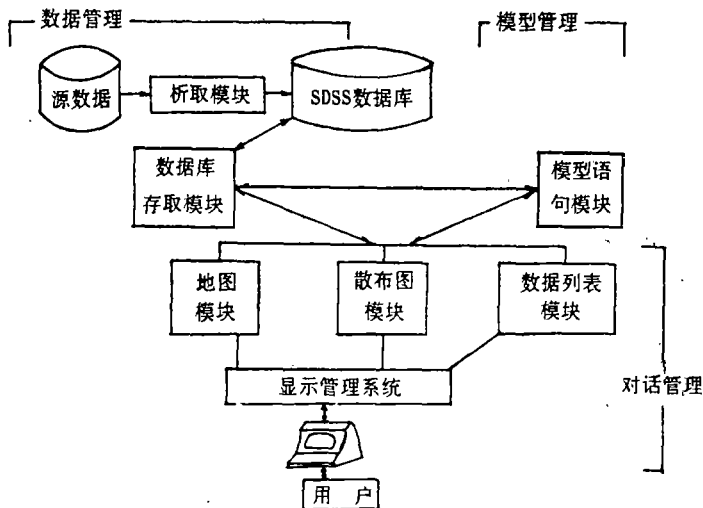 数据管理
模型管理
源数据
析取模块
SDSS数据库
数据库
存取模块
模型语
句模块
地图
模块
散布图
模块
数据列表
模块
显示管理系统
对话管理
用 户